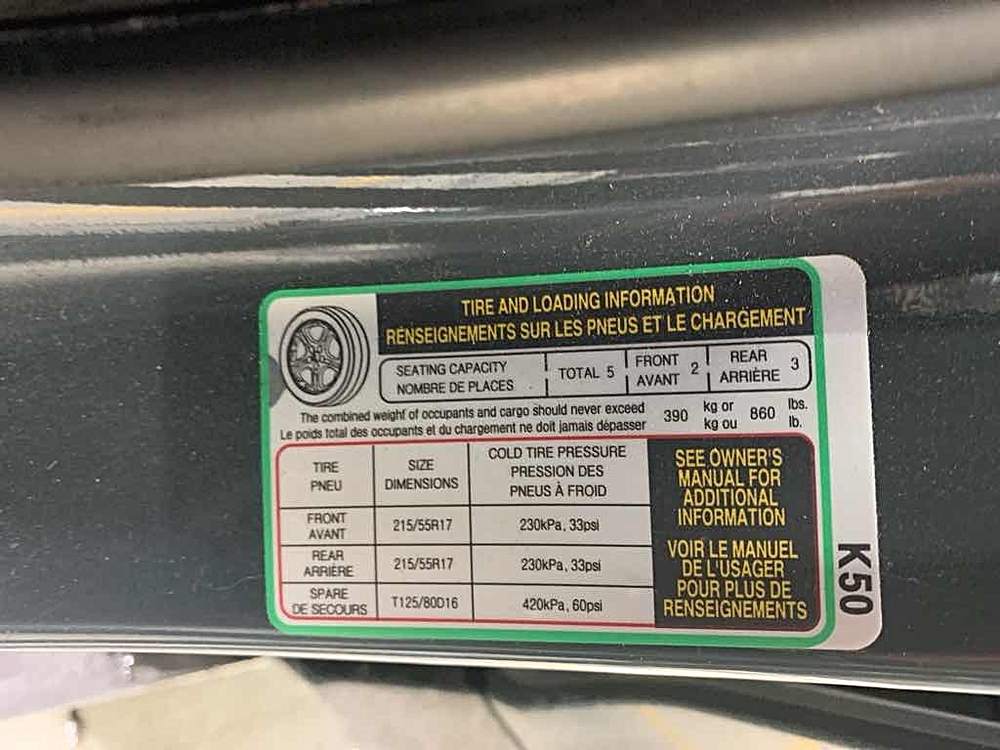 TIRE AND LOADING INFORMATION
RENSEIGNEMENTS SUR LES PNEUS ET LE CHARGEMENT
SEATING CAPACITY
NOMBRE DE PLACES
TOTAL 5
FRONT
AVANT
2
REAR
ARRIÈRE
3
The combined weight of occupants and cargo should never exceed
Le poids total des occupants et du chargement ne doit jamais dépasser
390
kg or
kg ou
860
lbs.
lb.
TIRE
PNEU
SIZE
DIMENSIONS
COLD TIRE PRESSURE
PRESSION DES
PNEUS À FROID
FRONT
AVANT
215/55R17
230kPa, 33psi
REAR
ARRIÈRE
215/55R17
230kPa, 33psi
SPARE
DE SECOURS
T125/80D16
420kPa, 60psi
SEE OWNER'S
MANUAL FOR
ADDITIONAL
INFORMATION
VOIR LE MANUEL
DE L'USAGER
POUR PLUS DE
RENSEIGNEMENTS
K50